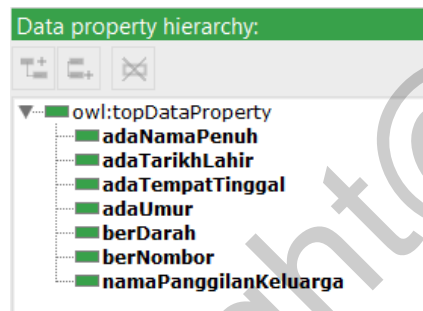 Data property hierarchy:
owl:topDataProperty
adaNamaPenuh
adaTarikhLahir
adaTempatTinggal
adaUmur
berDarah
berNombor
namaPanggilanKeluarga